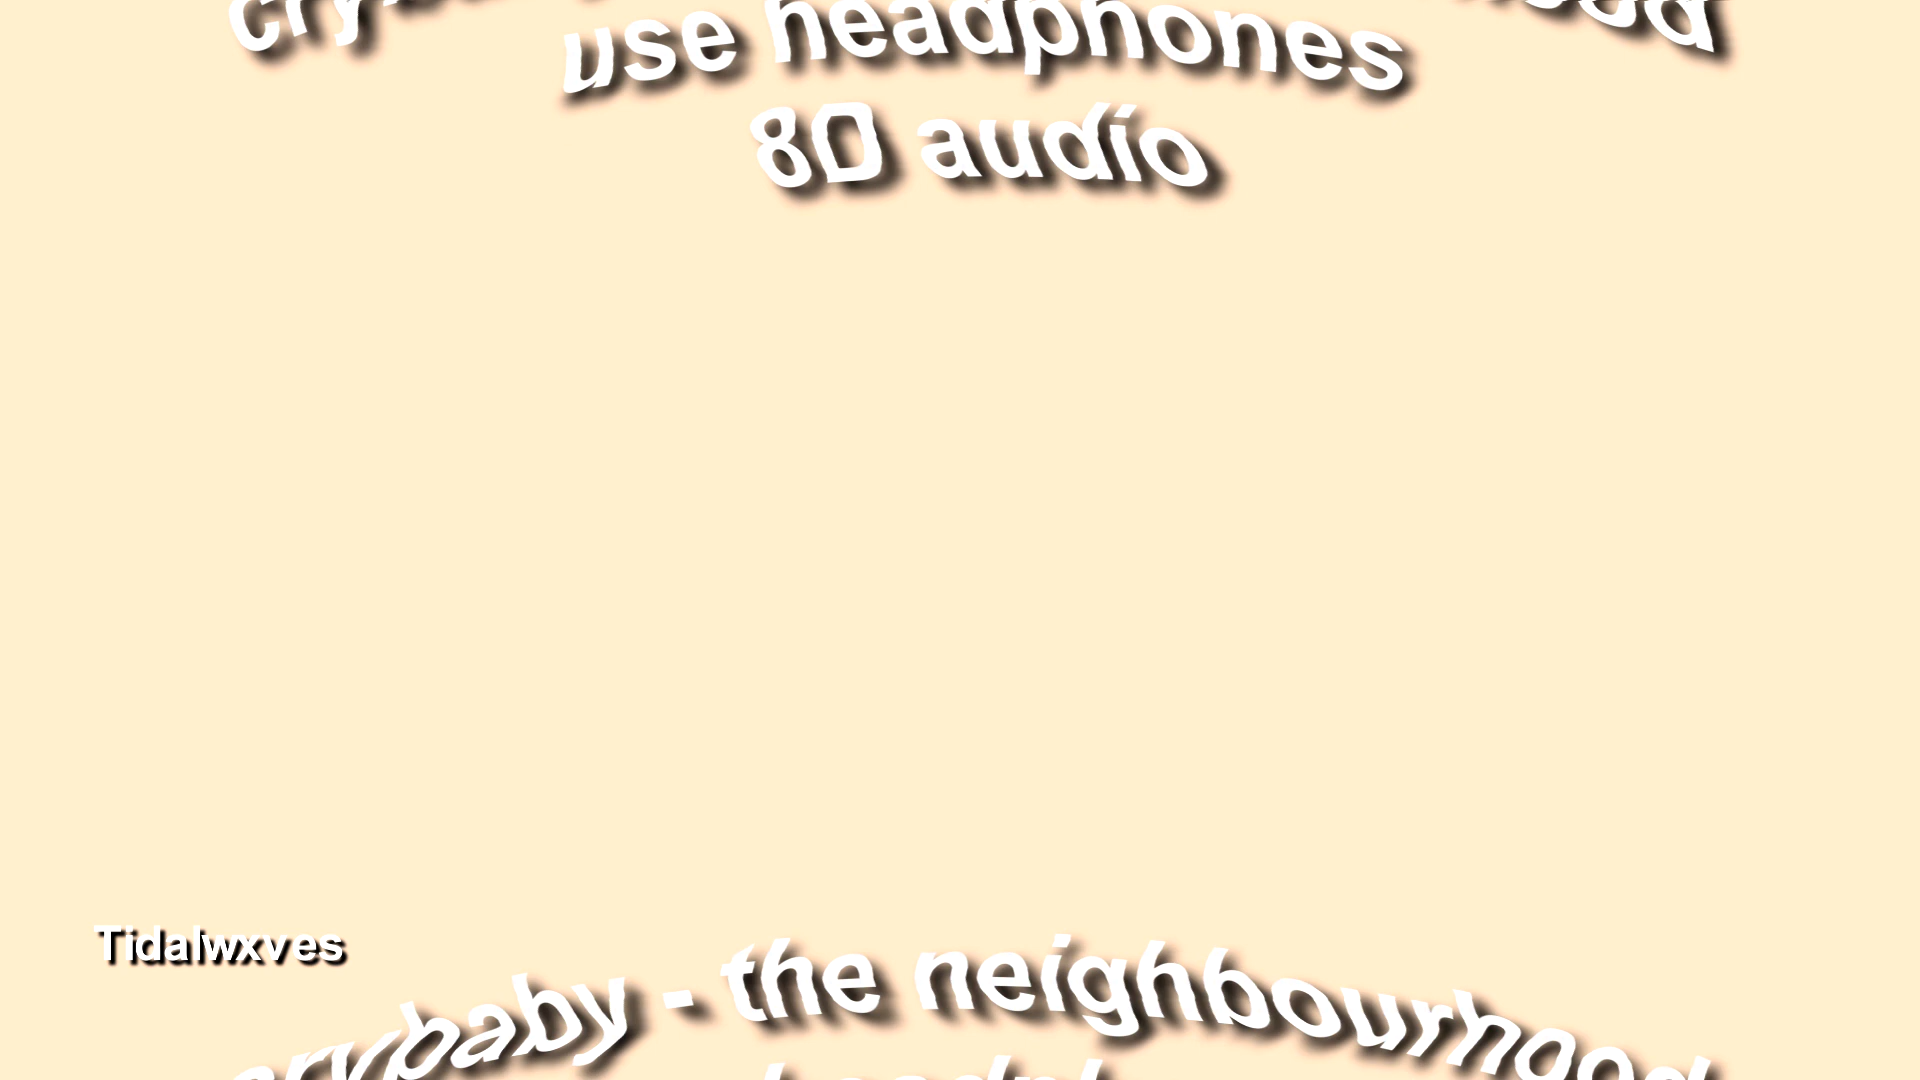 use headphones
8D audio
Tidalwxves
crybaby - the neighbourhood